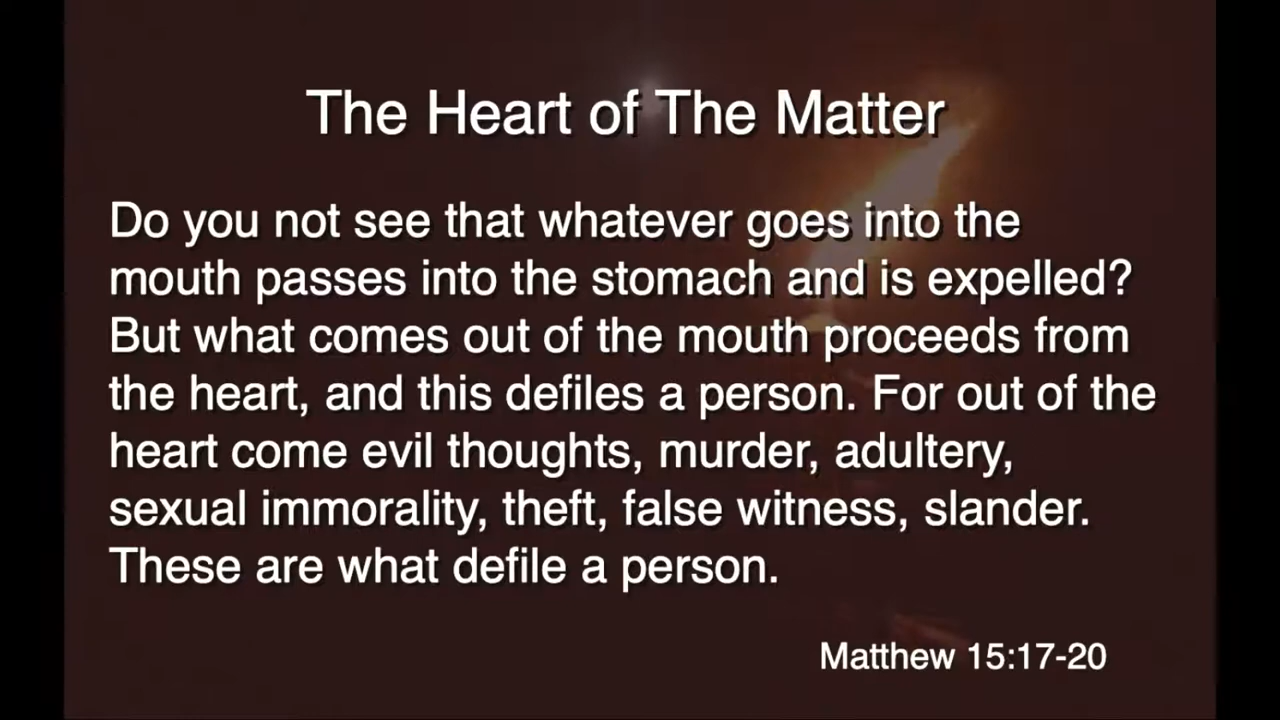 The Heart of The Matter
Do you not see that whatever goes into the
mouth passes into the stomach and is expelled?
But what comes out of the mouth proceeds from
the heart, and this defiles a person. For out of the
heart come evil thoughts, murder, adultery,
sexual immorality, theft, false witness, slander.
These are what defile a person.
Matthew 15:17-20